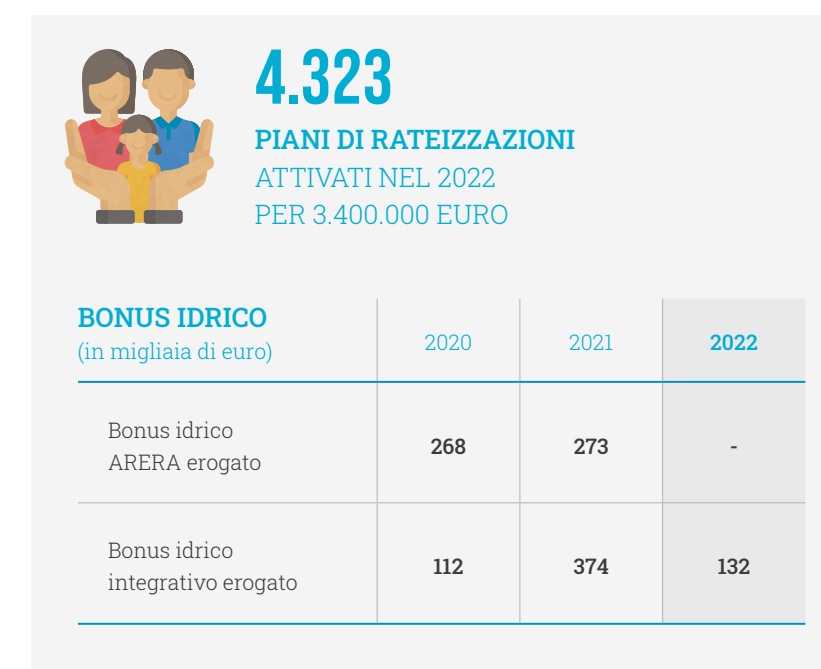 4.323
PIANI DI RATEIZZAZIONI
ATTIVATI NEL 2022
PER 3.400.000 EURO
BONUS IDRICO
(in migliaia di euro)
2020 2021 2022
Bonus idrico
ARERA erogato
268 273 -
Bonus idrico
integrativo erogato
112 374 132